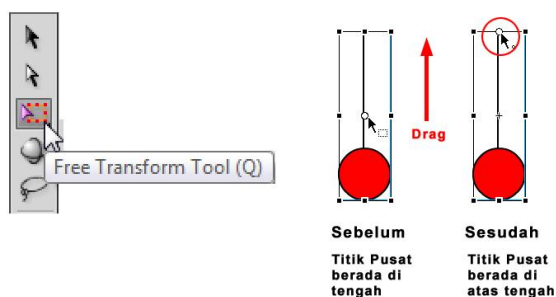 Free Transform Tool (Q)
Drag
Sebelum
Titik Pusat
berada di
tengah
Sesudah
Titik Pusat
berada di
atas tengah